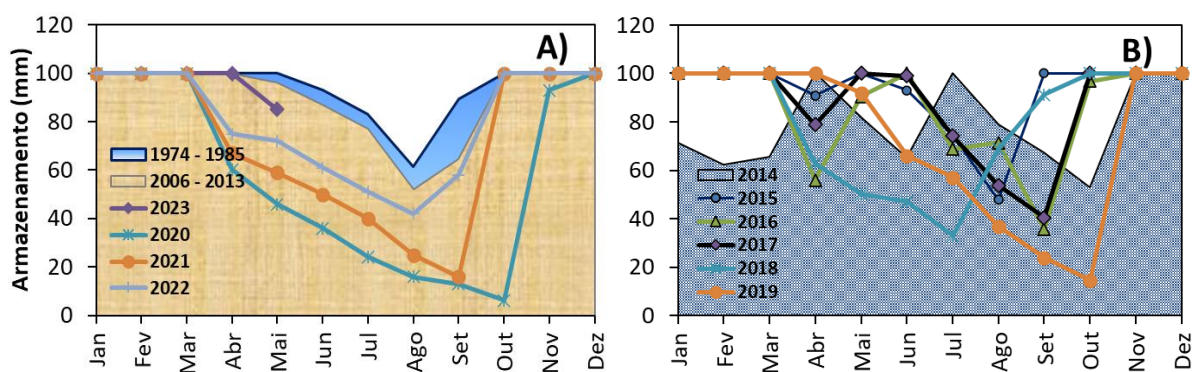 Armazenamento (mm)
120
100
80
60
40
20
0
A)
1974 - 1985
2006 - 2013
2023
2020
2021
2022
Jan
Fev
Mar
Abr
Mai
Jun
Jul
Ago
Set
Out
Nov
Dez
120
100
80
60
40
20
0
B)
2014
2015
2016
2017
2018
2019
Jan
Fev
Mar
Abr
Mai
Jun
Jul
Ago
Set
Out
Nov
Dez